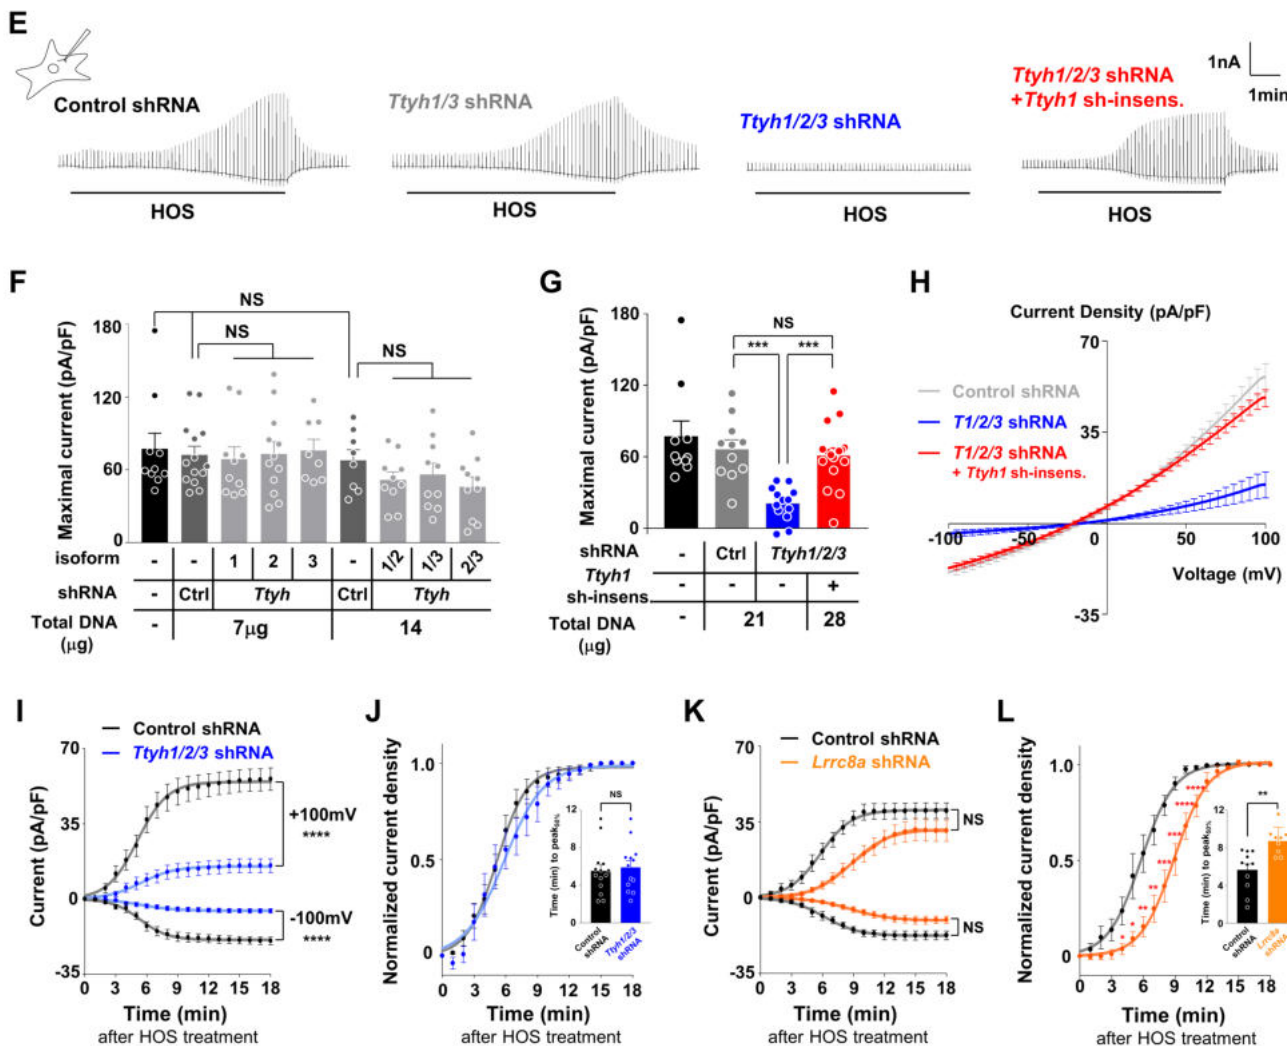 E
Control shRNA
Ttyh1/3 shRNA
Ttyh1/2/3 shRNA
Ttyh1/2/3 shRNA
+Ttyh1 sh-insens.
1nA
1min
HOS
HOS
HOS
HOS
F
Maximal current (pA/pF)
180
120
60
0
NS
NS
NS
isoform - - 1 2 3 - 1/2 1/3 2/3
shRNA - Ctrl Ttyh Ctrl Ttyh
Total DNA - 7μg 14
(μg)
G
Maximal current (pA/pF)
180
120
60
0
NS
*** ***
shRNA - Ctrl Ttyh1/2/3
Ttyh1 - - - +
sh-insens
Total DNA - 21 28
(μg)
H
Current Density (pA/pF)
70
Control shRNA
T1/2/3 shRNA
T1/2/3 shRNA
+ Ttyh1 sh-insens.
-100 -50 0 50 100
Voltage (mV)
-35
I
Control shRNA
Ttyh1/2/3 shRNA
Current (pA/pF)
70
35
0
-35
+100mV
****
-100mV
****
0 3 6 9 12 15 18
Time (min)
after HOS treatment
J
Normalized current density
1.0
0.5
0
NS
Time (min) to peak50%
12
8
4
0
Control
shRNA
Ttyh1/2/3
shRNA
0 3 6 9 12 15 18
Time (min)
after HOS treatment
K
Control shRNA
Lrrc8a shRNA
Current (pA/pF)
70
35
0
-35
NS
NS
0 3 6 9 12 15 18
Time (min)
after HOS treatment
L
Normalized current density
1.0
0.5
0
* * ** ** *** *** **** ****
**
Time (min) to peak50%
12
8
4
0
Control
shRNA
Lrrc8a
shRNA
0 3 6 9 12 15 18
Time (min)
after HOS treatment